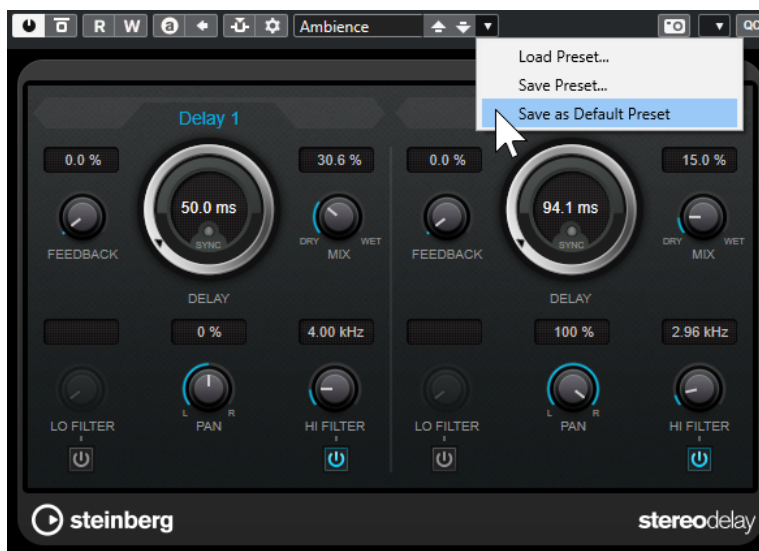 R W a Ambience QC
Load Preset...
Save Preset...
Save as Default Preset
Delay 1
0.0 % 30.6 % 0.0 % 15.0 %
50.0 ms 94.1 ms
SYNC SYNC
DRY WET DRY WET
FEEDBACK MIX FEEDBACK MIX
DELAY DELAY
0 % 4.00 kHz 100 % 2.96 kHz
L R L R
LO FILTER PAN HI FILTER LO FILTER PAN HI FILTER
steinberg stereodelay